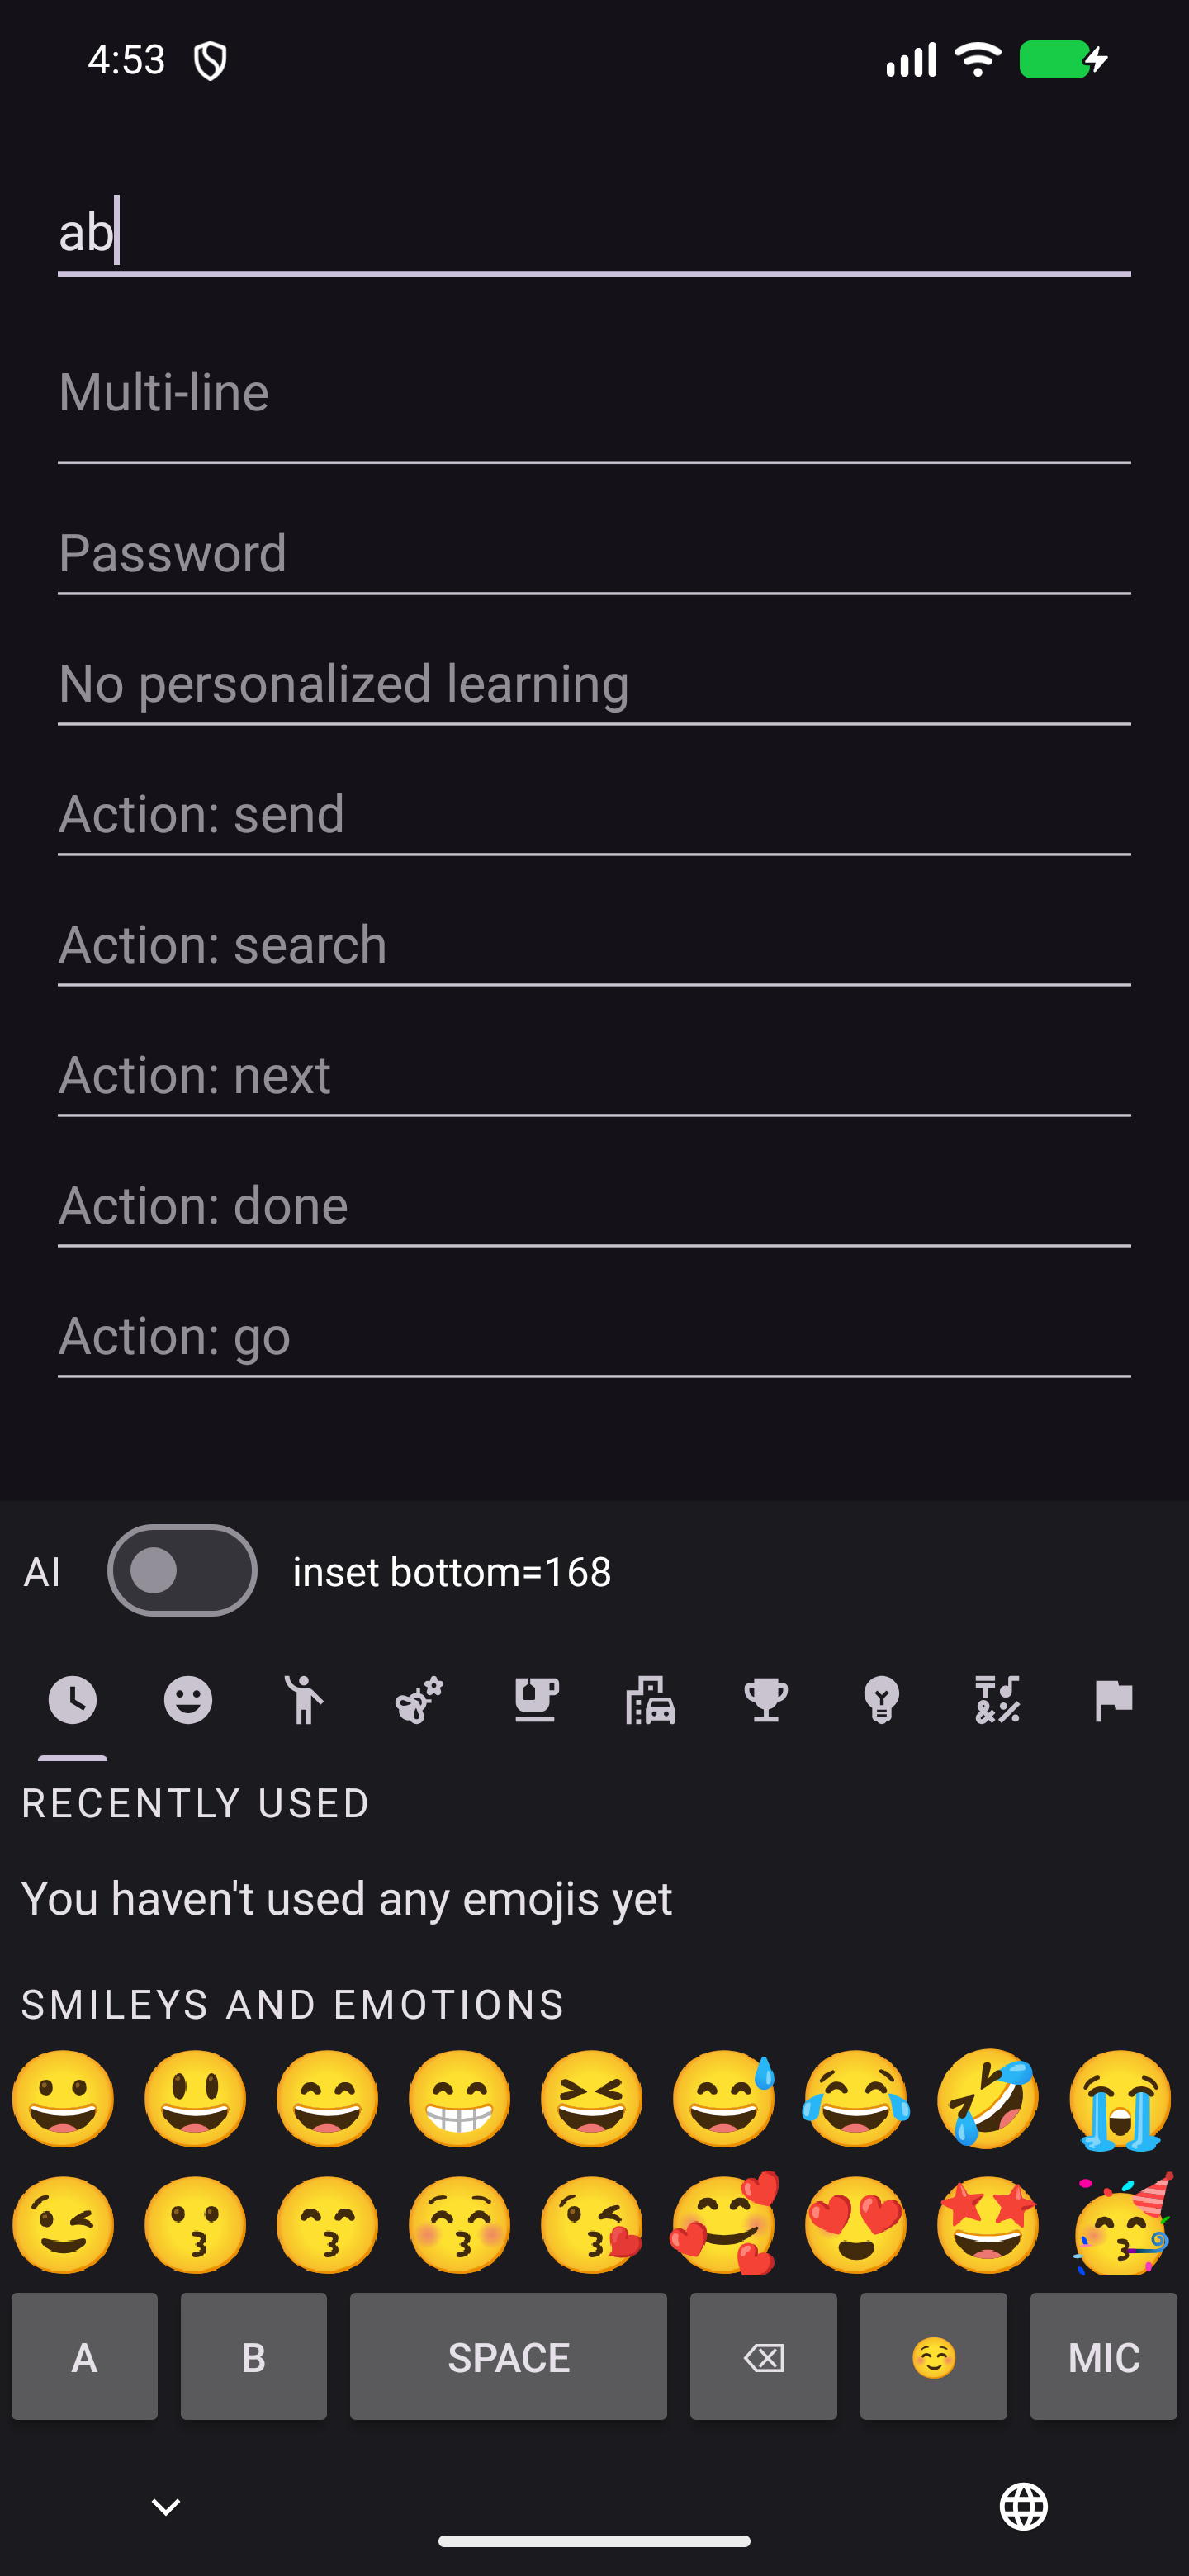 4:53
ab
Multi-line
Password
No personalized learning
Action: send
Action: search
Action: next
Action: done
Action: go
AI inset bottom=168
RECENTLY USED
You haven't used any emojis yet
SMILEYS AND EMOTIONS
A B SPACE MIC